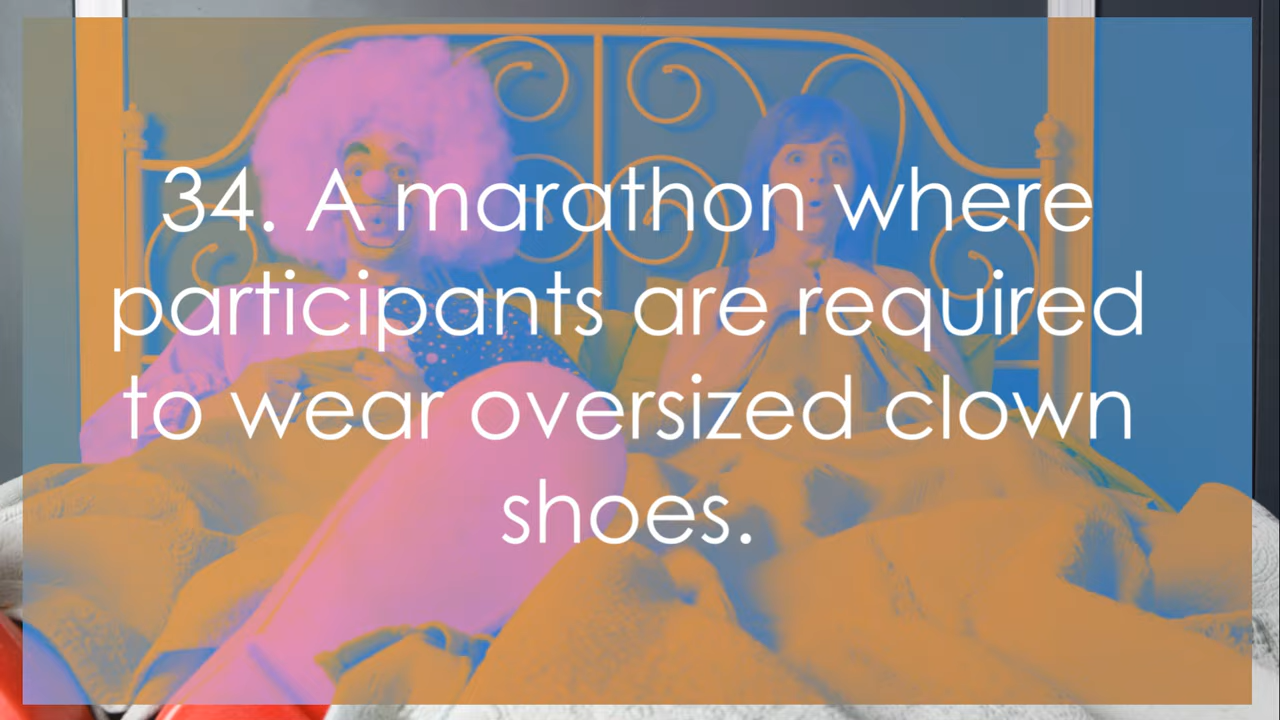 34. A marathon where
participants are required
to wear oversized clown
shoes.